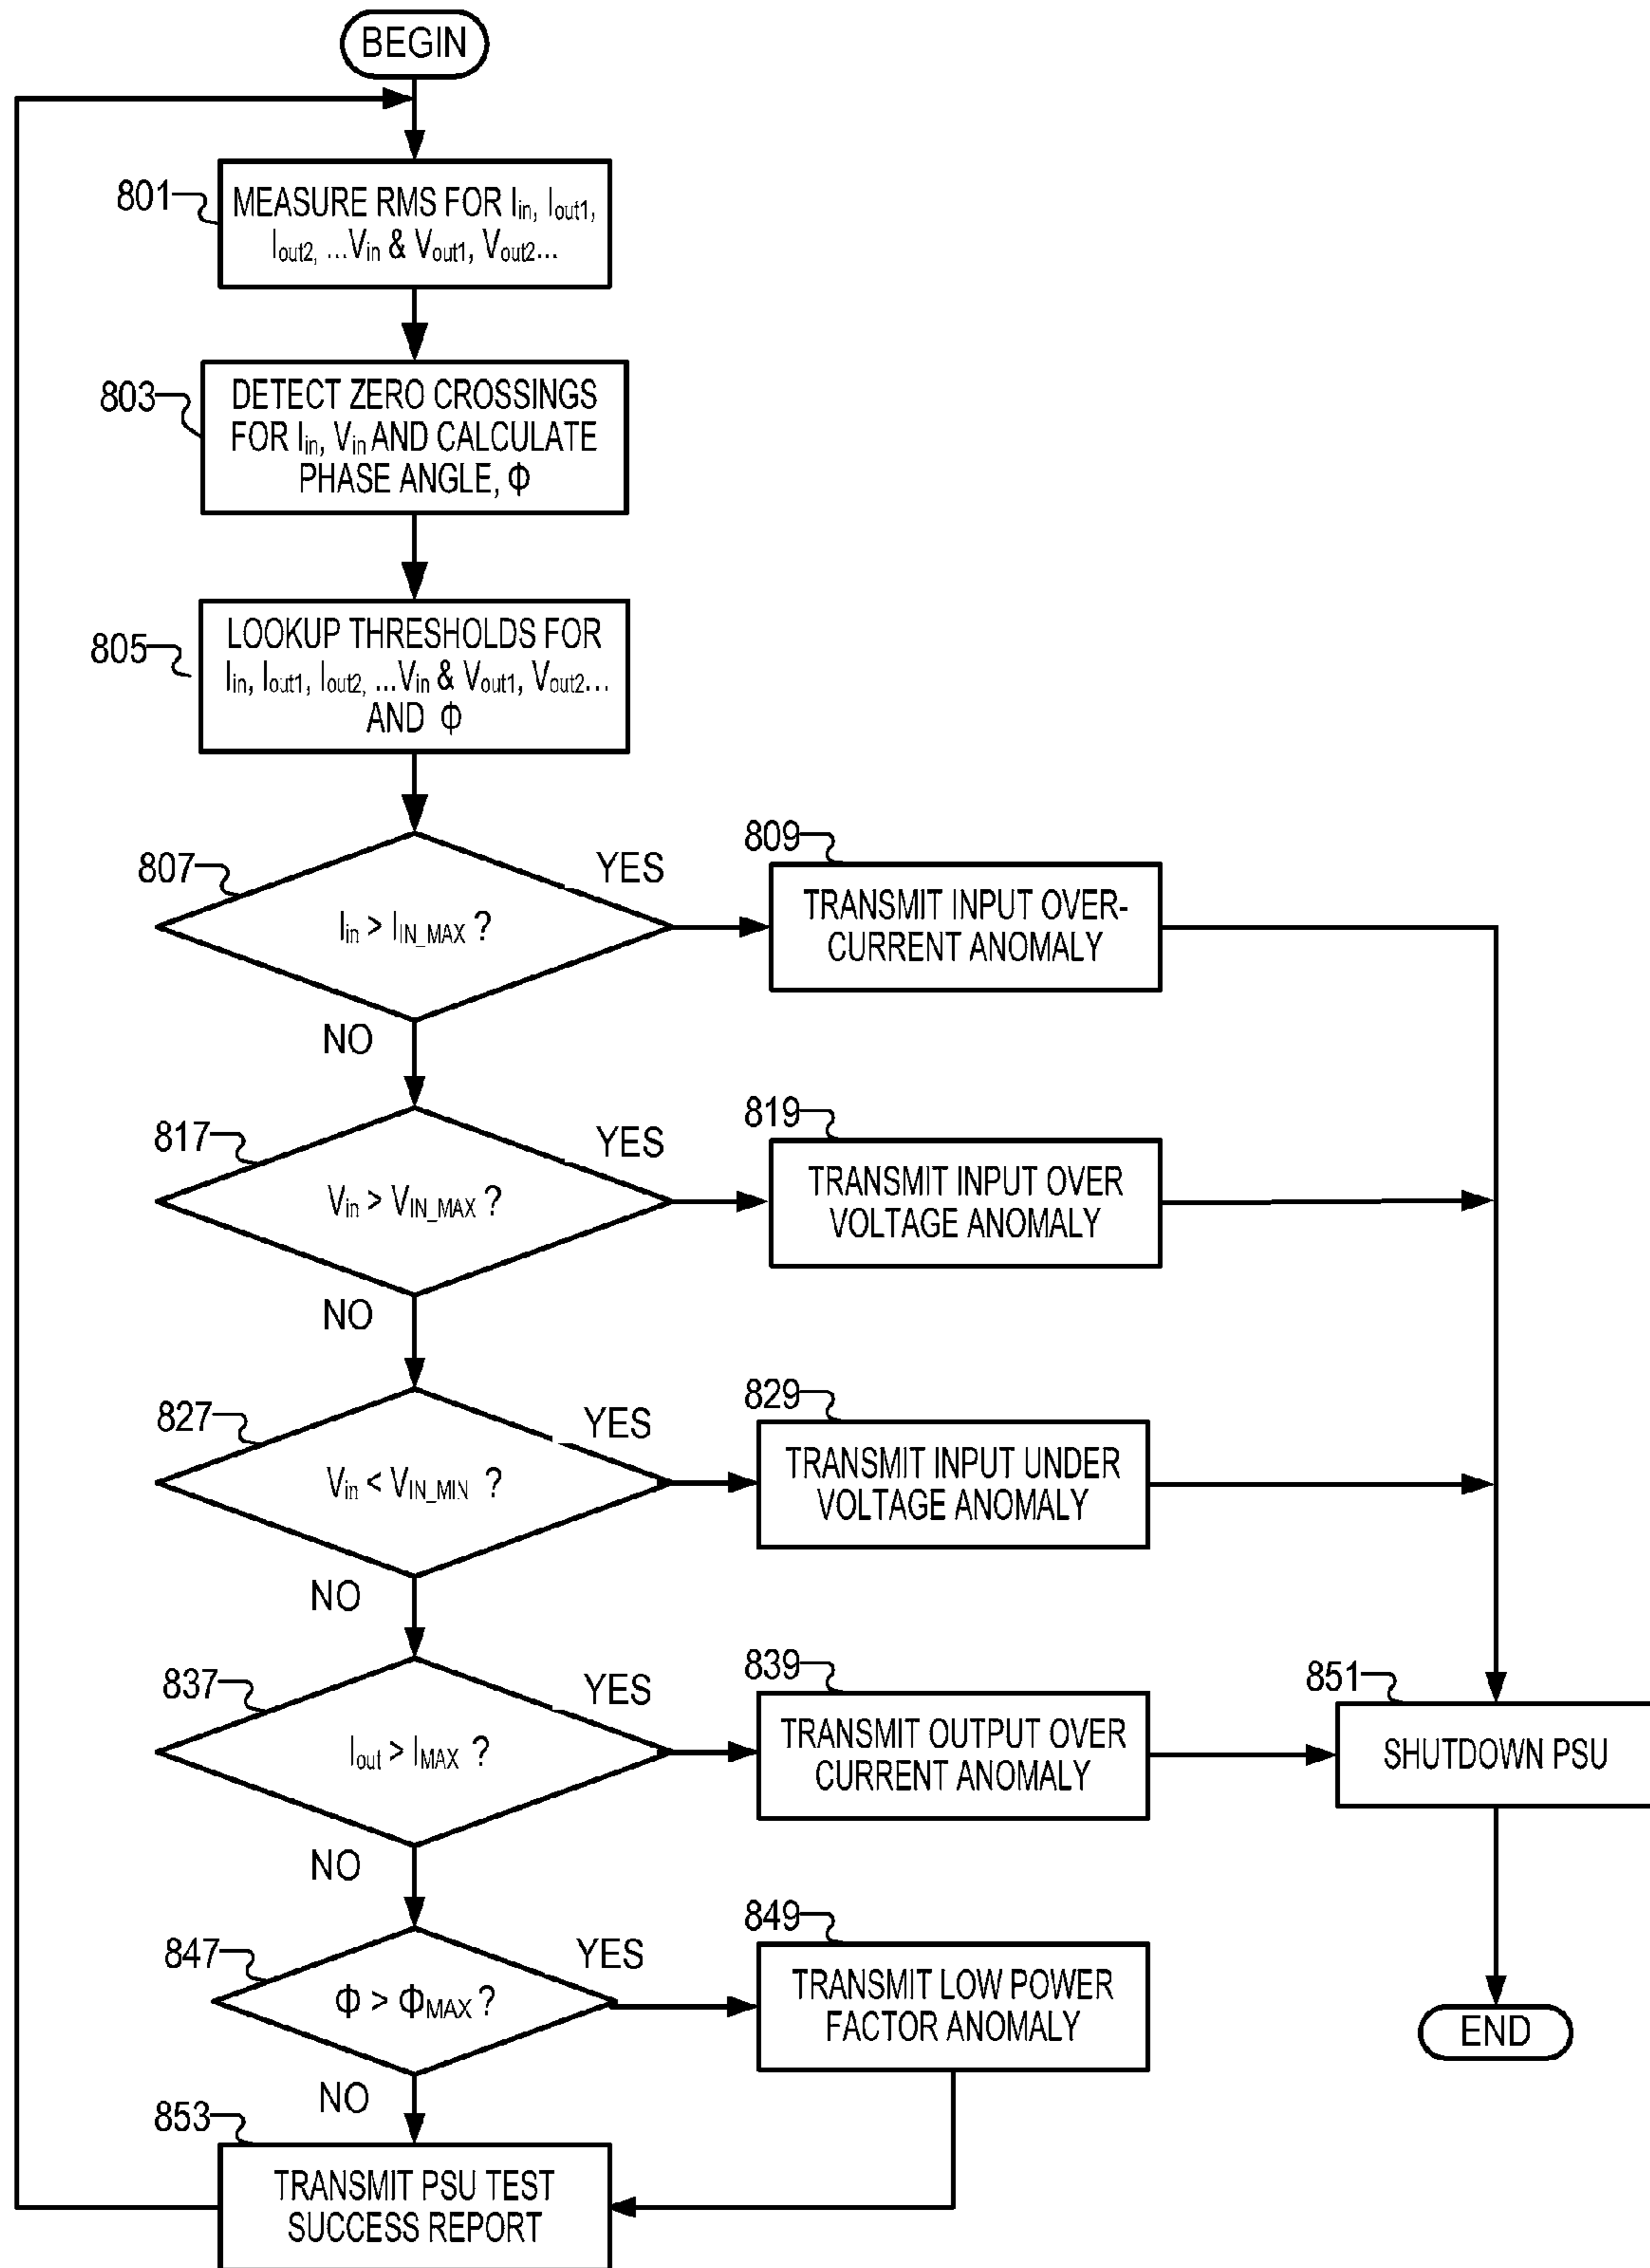 BEGIN
801
MEASURE RMS FOR Iin, Iout1,
Iout2, ...Vin & Vout1, Vout2...
803
DETECT ZERO CROSSINGS
FOR Iin, Vin AND CALCULATE
PHASE ANGLE, Φ
805
LOOKUP THRESHOLDS FOR
Iin, Iout1, Iout2, ...Vin & Vout1, Vout2...
AND Φ
807
Iin > IIN_MAX ?
YES
NO
809
TRANSMIT INPUT OVER-
CURRENT ANOMALY
817
Vin > VIN_MAX ?
YES
NO
819
TRANSMIT INPUT OVER
VOLTAGE ANOMALY
827
Vin < VIN_MIN ?
YES
NO
829
TRANSMIT INPUT UNDER
VOLTAGE ANOMALY
837
Iout > IMAX ?
YES
NO
839
TRANSMIT OUTPUT OVER
CURRENT ANOMALY
851
SHUTDOWN PSU
847
Φ > ΦMAX ?
YES
NO
849
TRANSMIT LOW POWER
FACTOR ANOMALY
END
853
TRANSMIT PSU TEST
SUCCESS REPORT